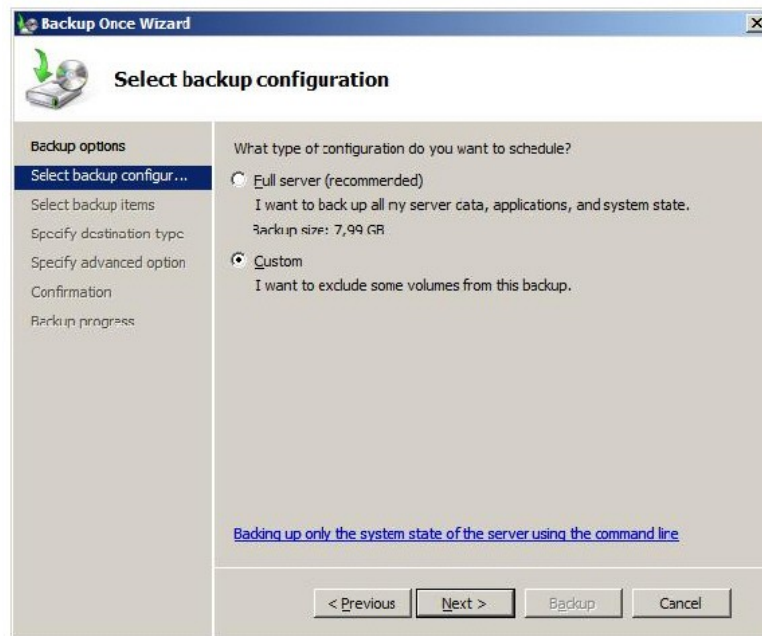 Backup Once Wizard
Select backup configuration
Backup options
Select backup configur...
Select backup items
Specify destination type
Specify advanced option
Confirmation
Backup progress
What type of configuration do you want to schedule?
Full server (recommended)
I want to back up all my server data, applications, and system state.
Backup size: 7,99 GB
Custom
I want to exclude some volumes from this backup.
Backing up only the system state of the server using the command line
< Previous
Next >
Backup
Cancel